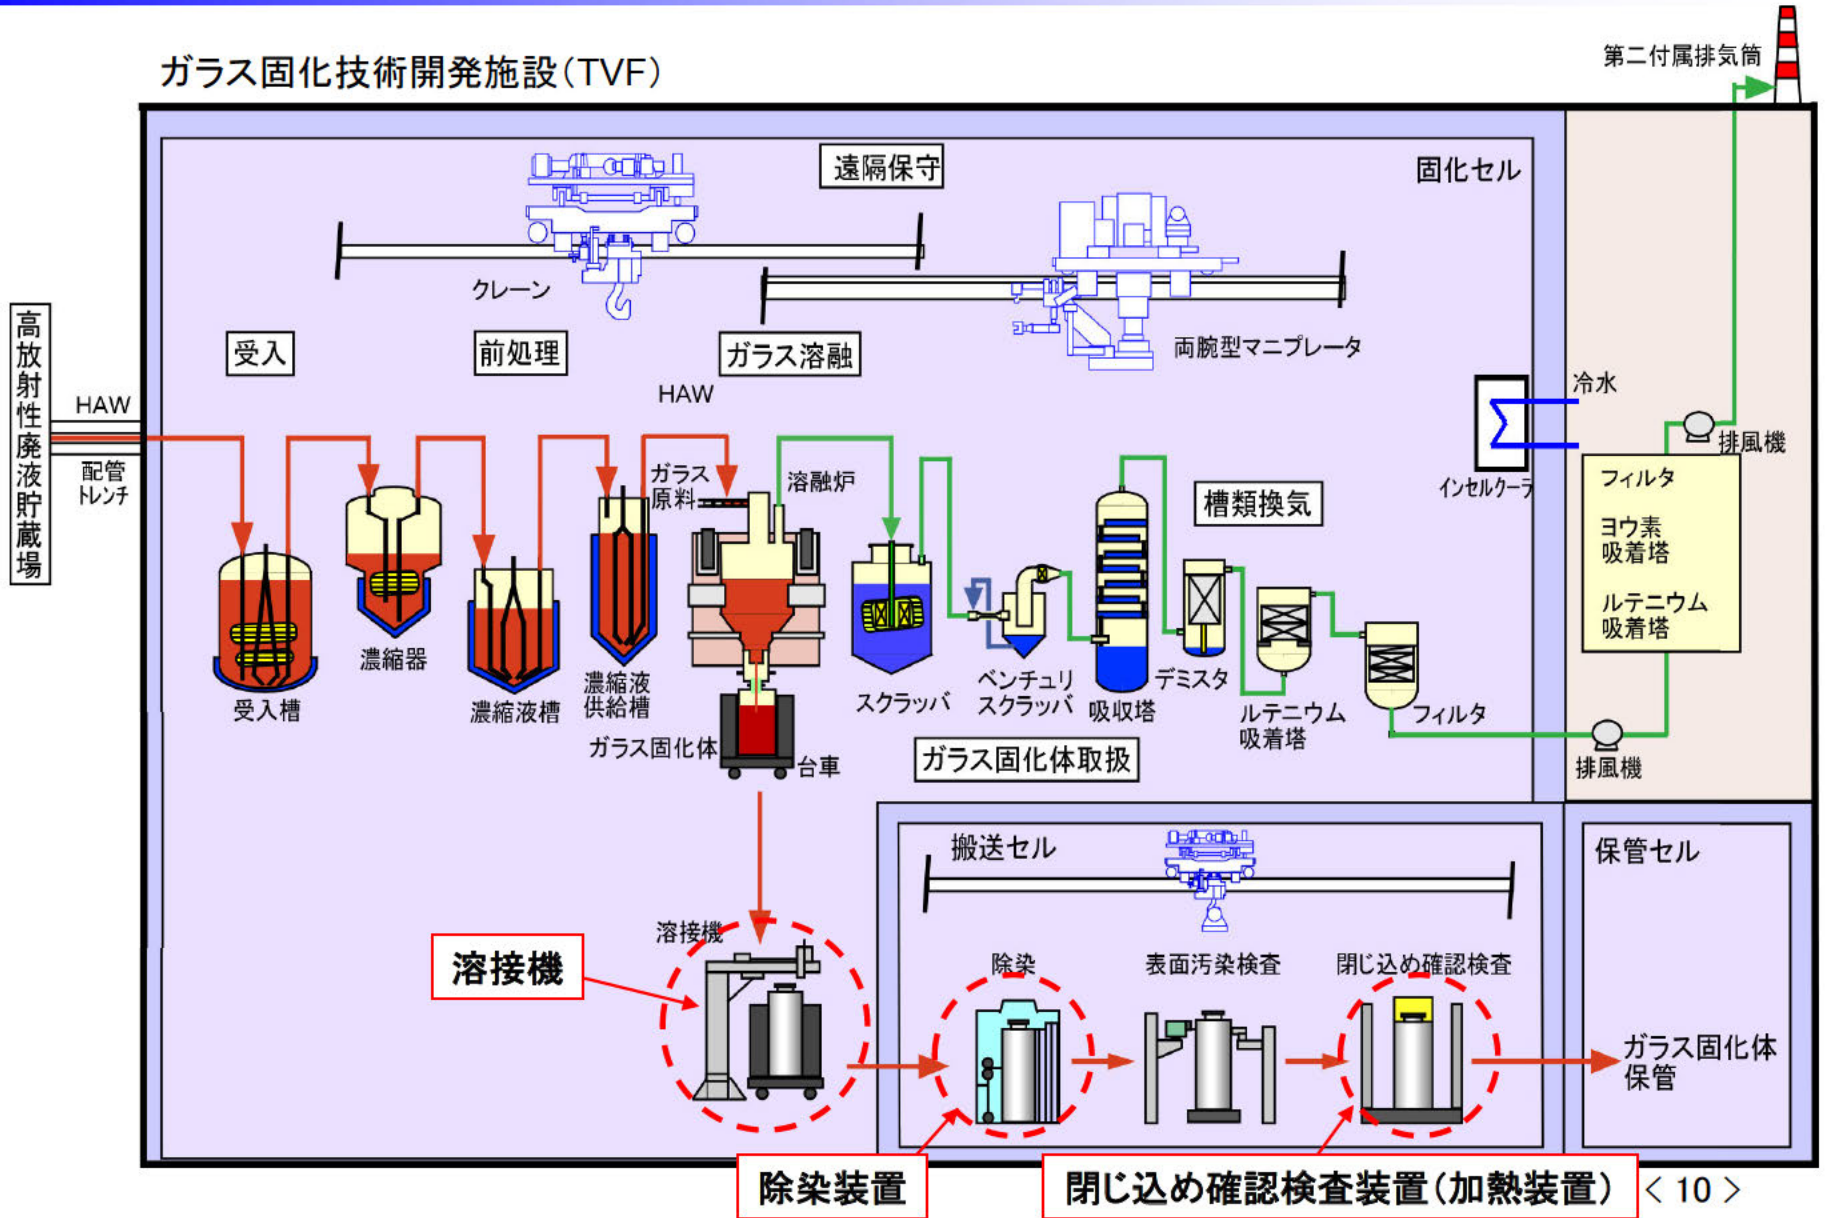 ガラス固化技術開発施設(TVF)
第二付属排気筒
遠隔保守
固化セル
クレーン
両腕型マニプレータ
高放射性廃液貯蔵場
受入
前処理
ガラス溶融
HAW
HAW
配管
トレンチ
冷水
インセルクーラ
排風機
フィルタ
ヨウ素
吸着塔
ルテニウム
吸着塔
ガラス
原料
溶融炉
槽類換気
受入槽
濃縮器
濃縮液槽
濃縮液
供給槽
スクラッバ
ベンチュリ
スクラッバ
吸収塔
デミスタ
ルテニウム
吸着塔
フィルタ
排風機
ガラス固化体
台車
ガラス固化体取扱
搬送セル
保管セル
溶接機
溶接機
除染
表面汚染検査
閉じ込め確認検査
ガラス固化体
保管
除染装置
閉じ込め確認検査装置(加熱装置)
< 10 >